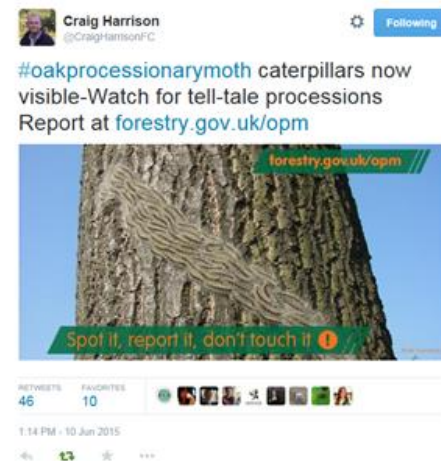 Craig Harrison
@CraigHarrisonFC
Following
#oakprocessionarymoth caterpillars now
visible-Watch for tell-tale processions
Report at forestry.gov.uk/opm
forestry.gov.uk/opm
Spot it, report it, don't touch it !
RETWEETS FAVORITES
46 10
1:14 PM - 10 Jun 2015